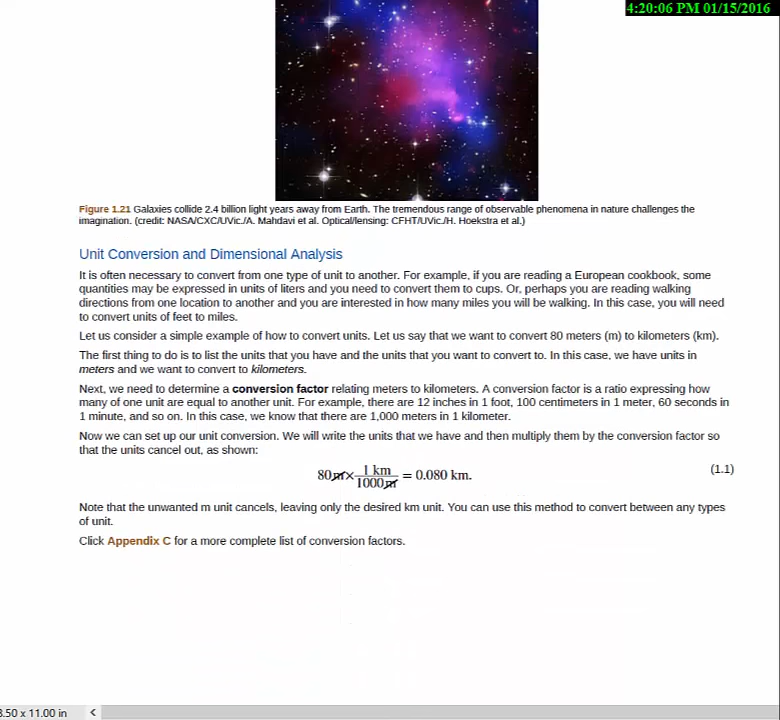 4:20:06 PM 01/15/2016
Figure 1.21 Galaxies collide 2.4 billion light years away from Earth. The tremendous range of observable phenomena in nature challenges the
imagination. (credit: NASA/CXC/UVic./A. Mahdavi et al. Optical/lensing: CFHT/UVic./H. Hoekstra et al.)
Unit Conversion and Dimensional Analysis
It is often necessary to convert from one type of unit to another. For example, if you are reading a European cookbook, some
quantities may be expressed in units of liters and you need to convert them to cups. Or, perhaps you are reading walking
directions from one location to another and you are interested in how many miles you will be walking. In this case, you will need
to convert units of feet to miles.
Let us consider a simple example of how to convert units. Let us say that we want to convert 80 meters (m) to kilometers (km).
The first thing to do is to list the units that you have and the units that you want to convert to. In this case, we have units in
meters and we want to convert to kilometers.
Next, we need to determine a conversion factor relating meters to kilometers. A conversion factor is a ratio expressing how
many of one unit are equal to another unit. For example, there are 12 inches in 1 foot, 100 centimeters in 1 meter, 60 seconds in
1 minute, and so on. In this case, we know that there are 1,000 meters in 1 kilometer.
Now we can set up our unit conversion. We will write the units that we have and then multiply them by the conversion factor so
that the units cancel out, as shown:
80m × 1 km / 1000m = 0.080 km. (1.1)
Note that the unwanted m unit cancels, leaving only the desired km unit. You can use this method to convert between any types
of unit.
Click Appendix C for a more complete list of conversion factors.
8.50 x 11.00 in <